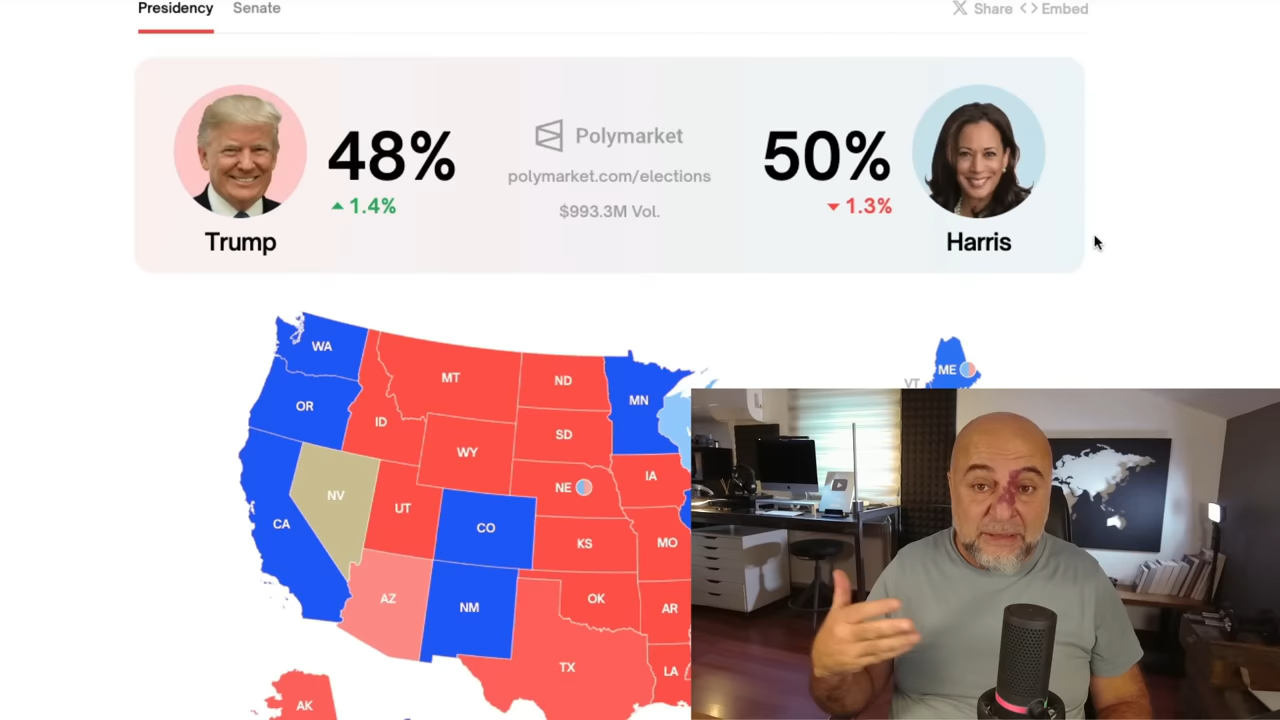 Presidency Senate Share Embed
48% Polymarket 50%
polymarket.com/elections
1.4% $993.3M Vol. 1.3%
Trump Harris
WA
MT ND ME
VT
OR MN
ID SD
WY
IA
NV NE
UT
CA CO
KS MO
AZ NM OK AR
TX LA
AK